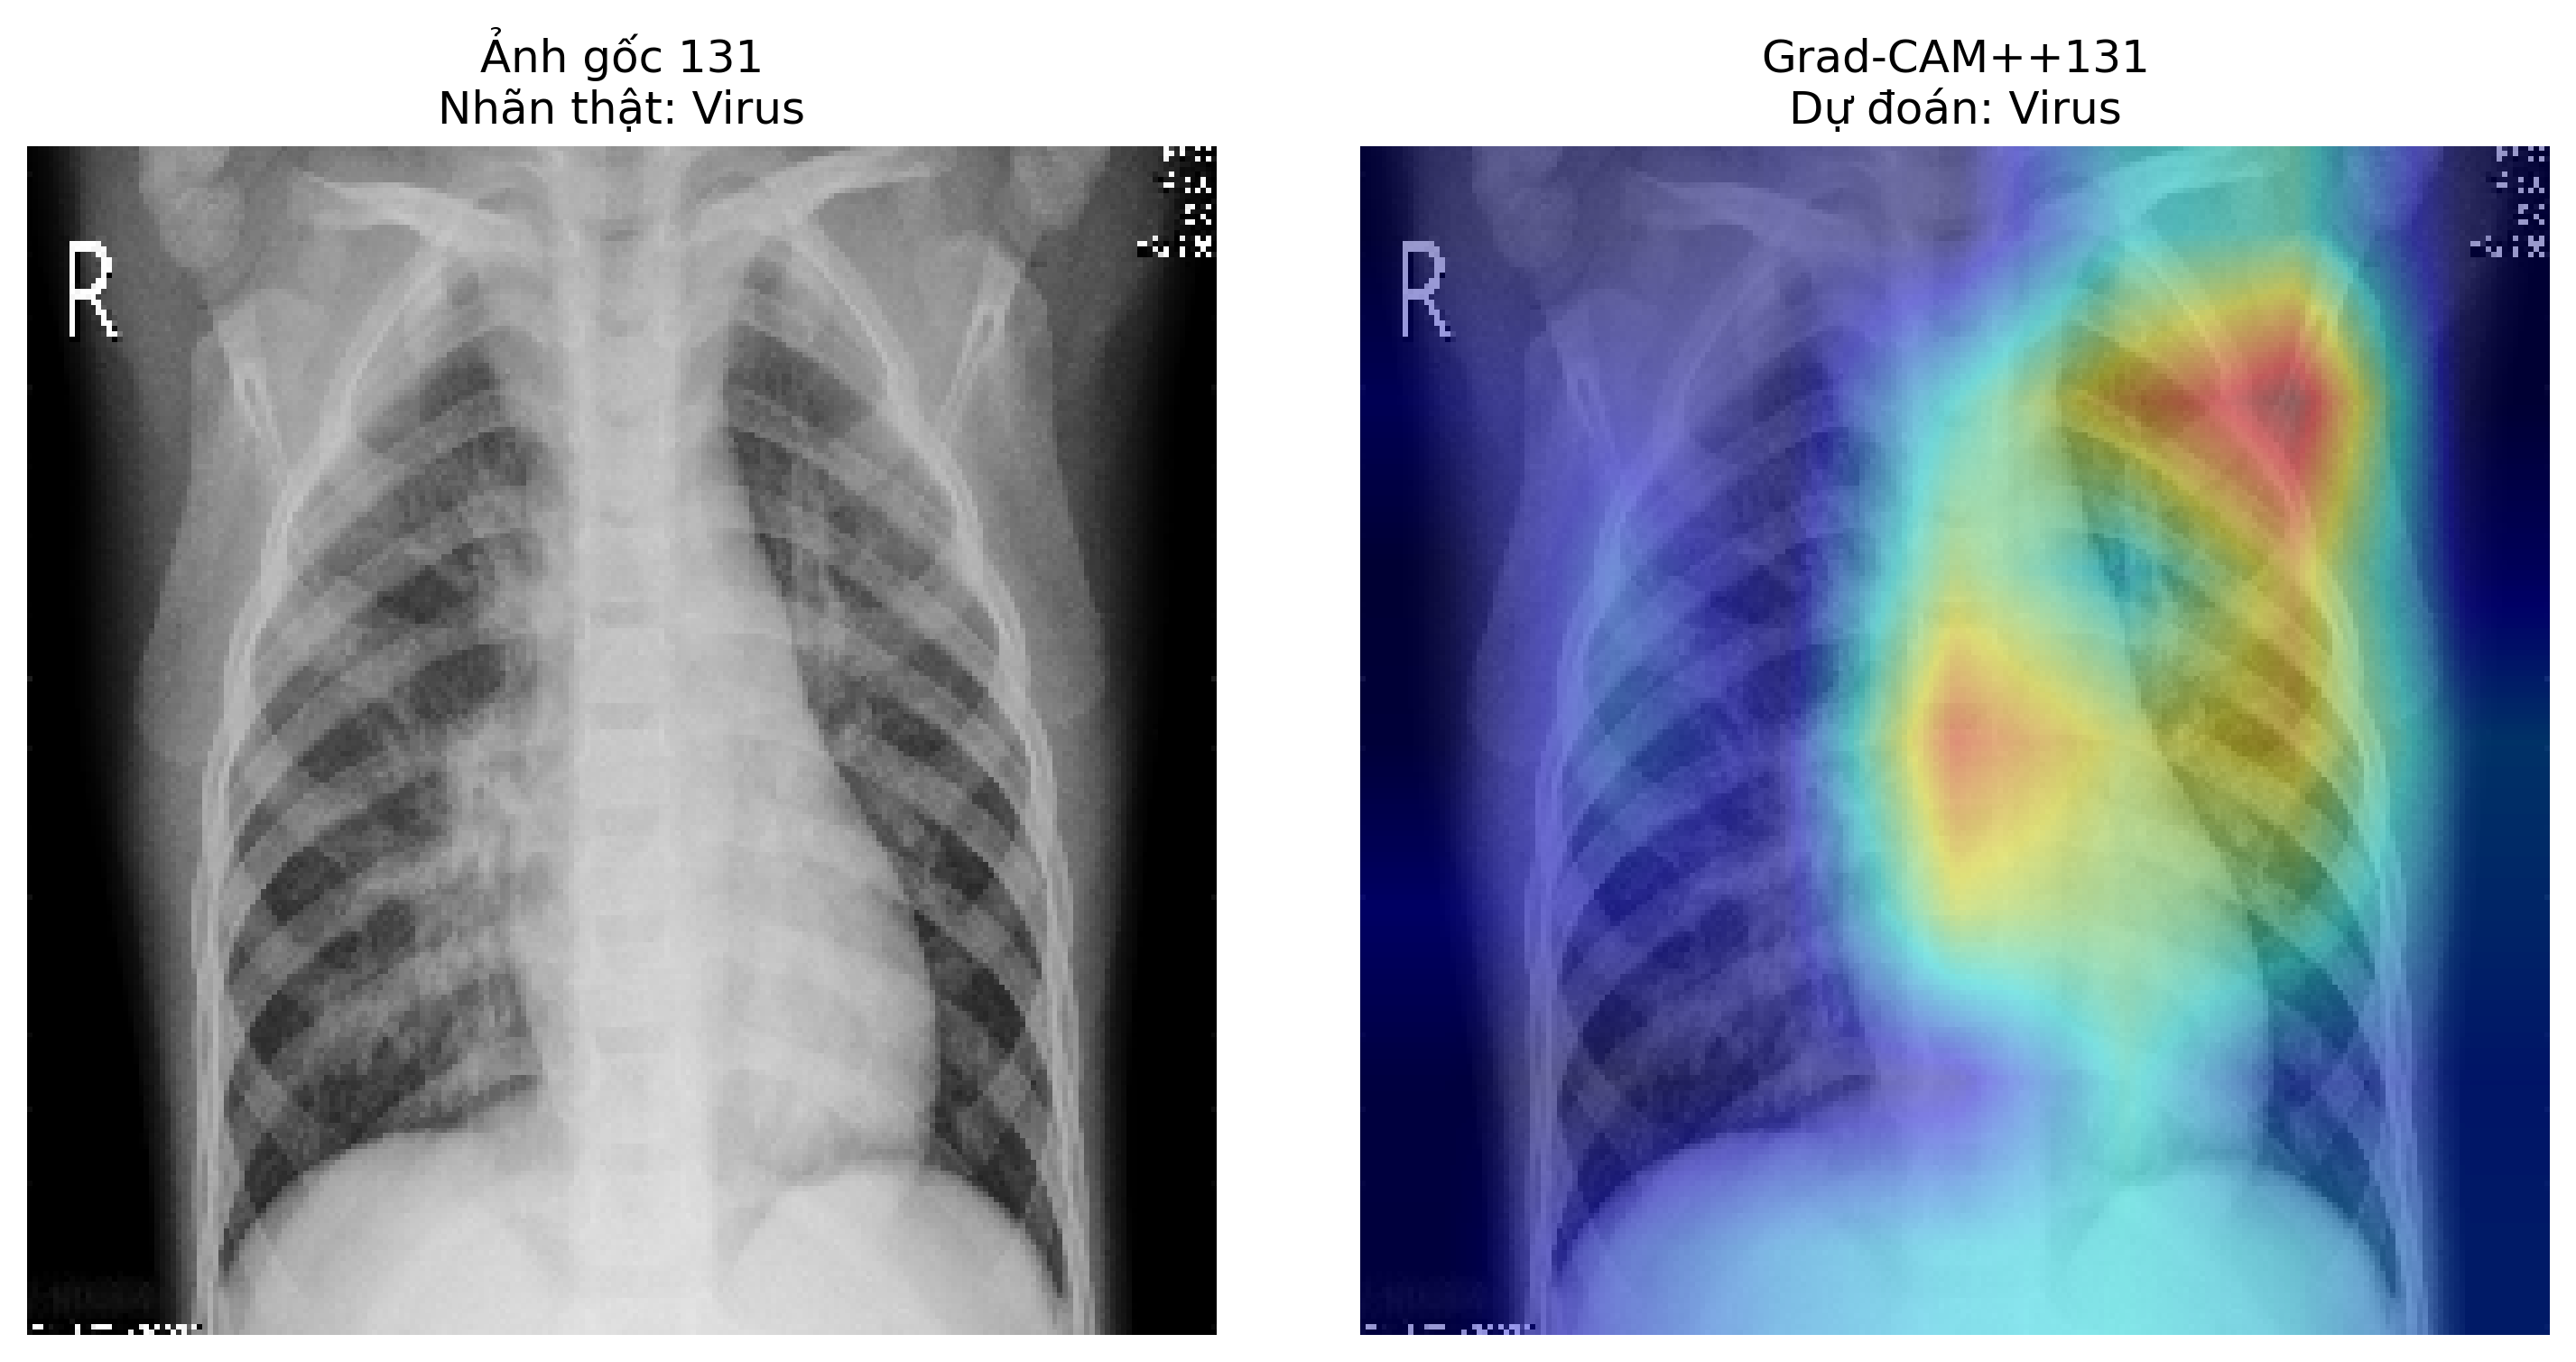 Ảnh gốc 131
Nhãn thật: Virus
Grad-CAM++131
Dự đoán: Virus
R
R